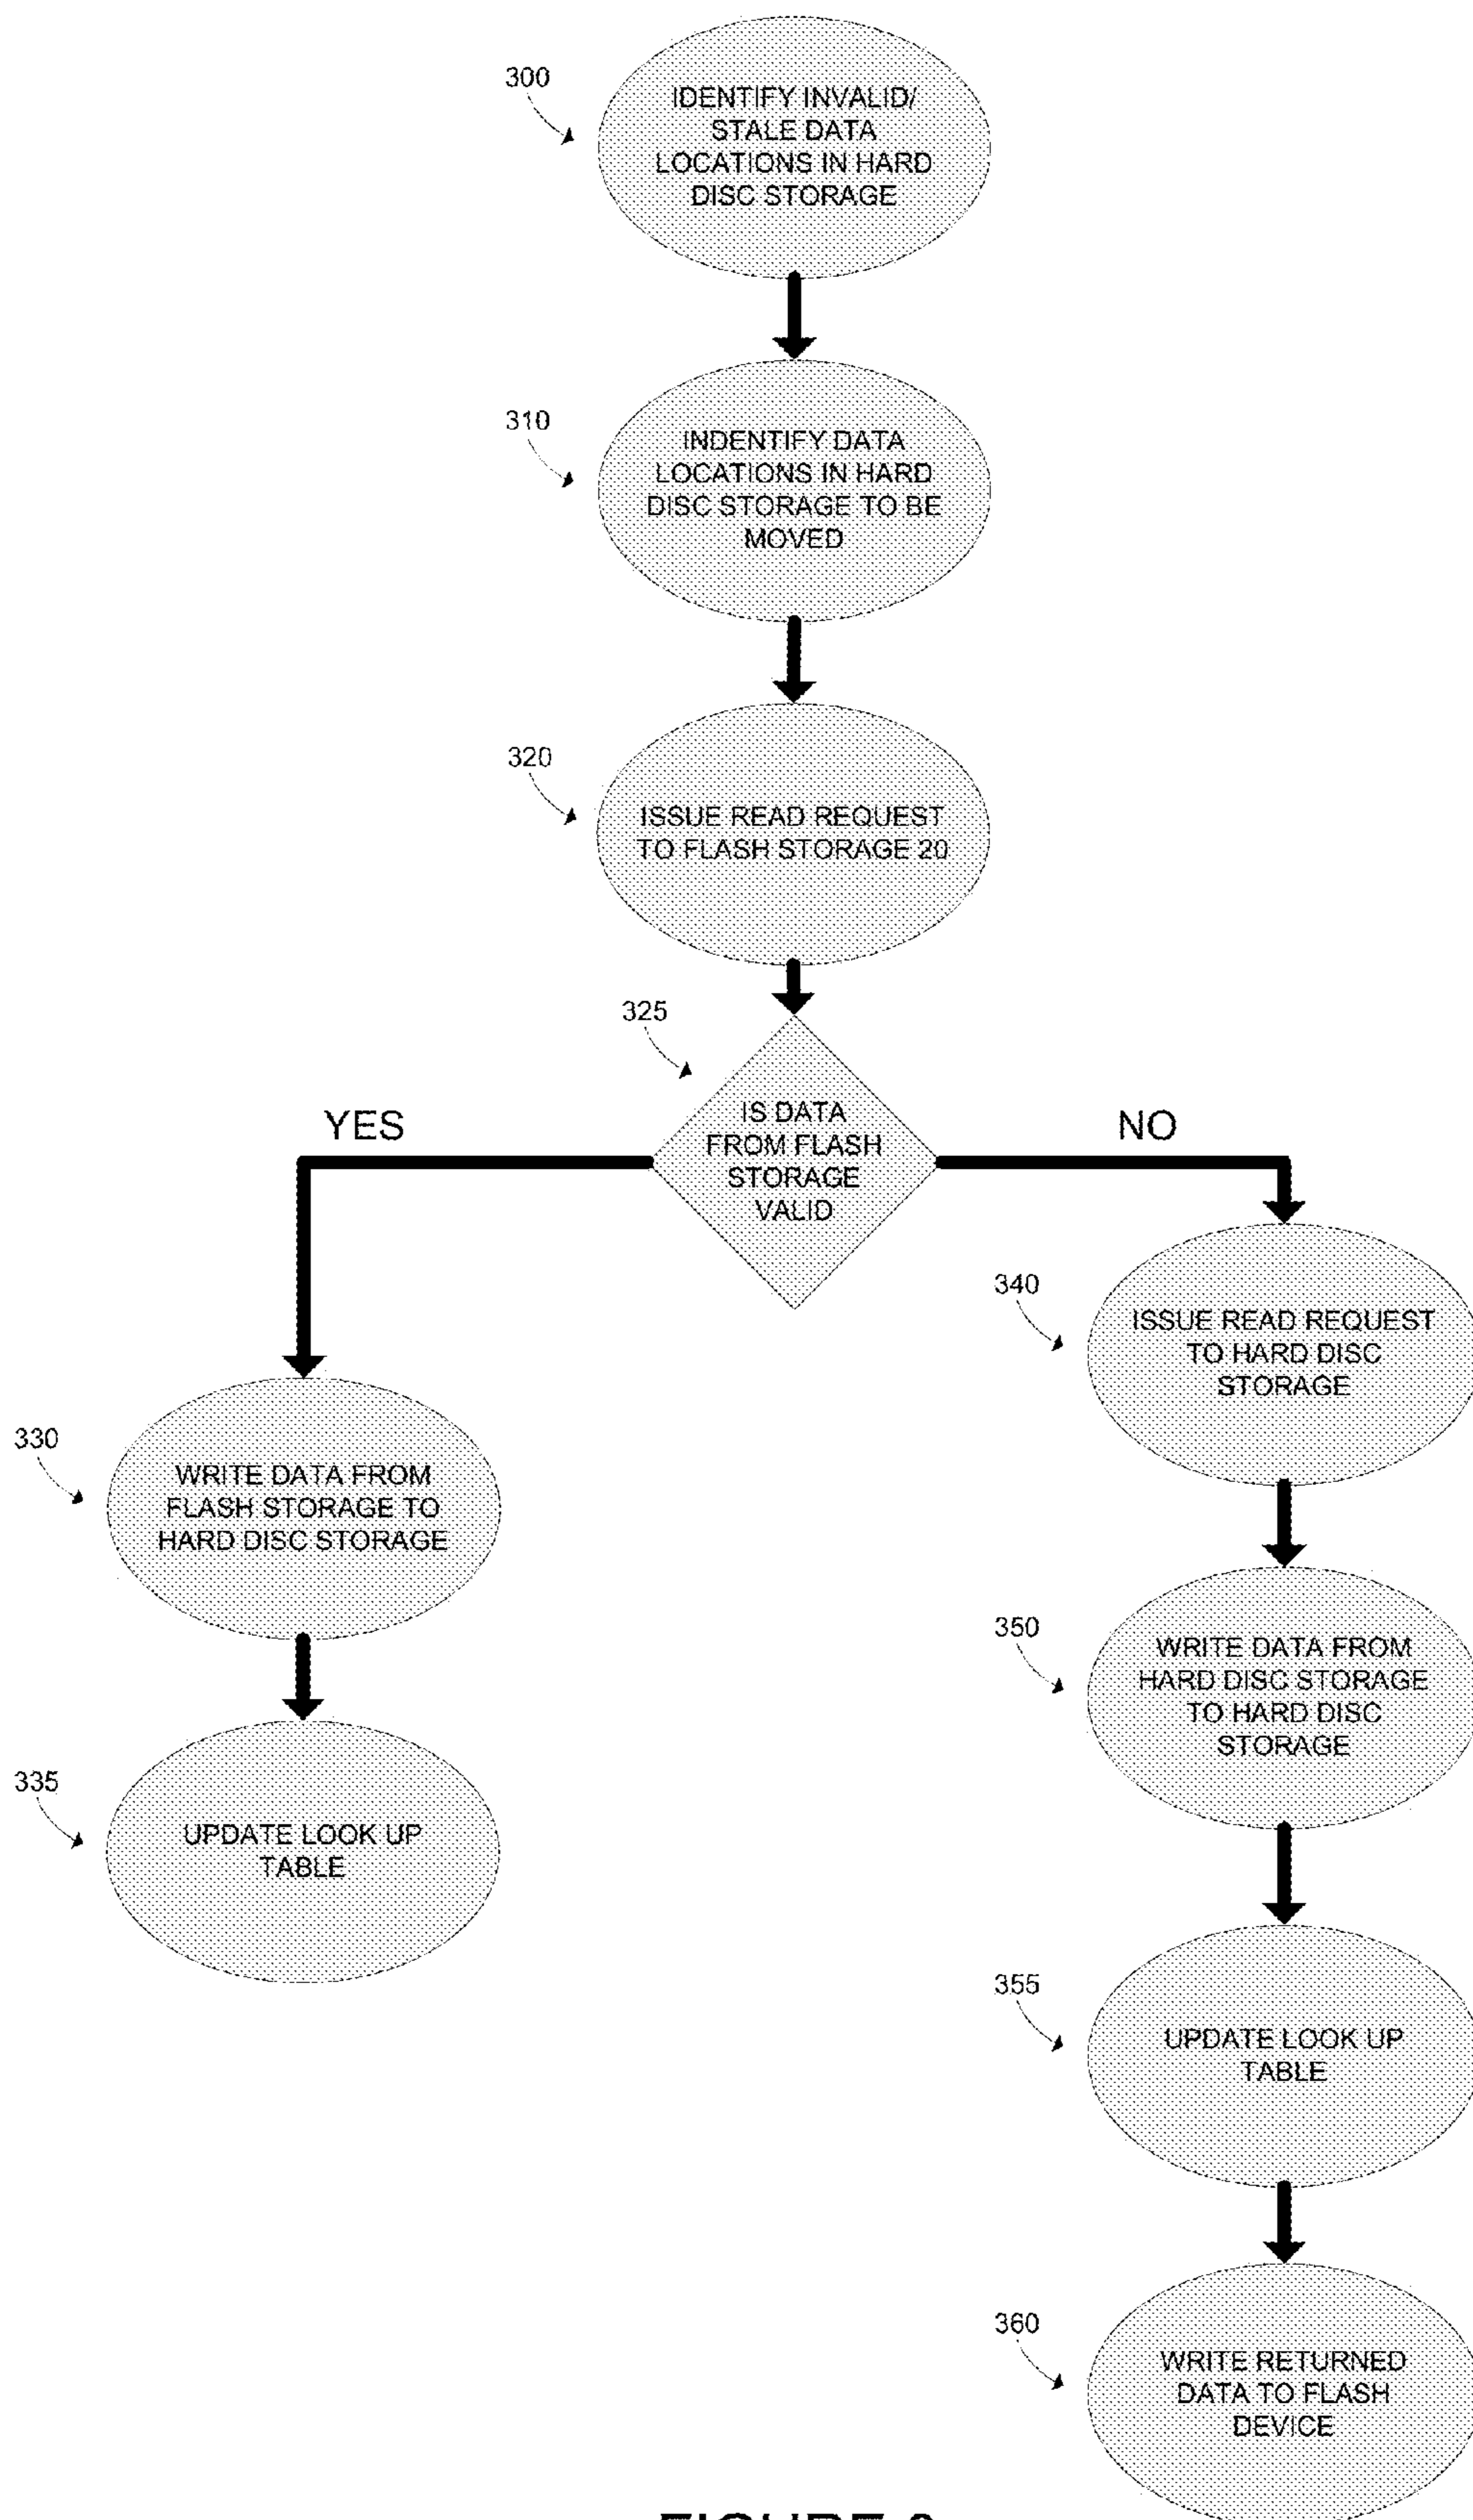 300
IDENTIFY INVALID/
STALE DATA
LOCATIONS IN HARD
DISC STORAGE
310
INDENTIFY DATA
LOCATIONS IN HARD
DISC STORAGE TO BE
MOVED
320
ISSUE READ REQUEST
TO FLASH STORAGE 20
325
IS DATA
FROM FLASH
STORAGE
VALID
YES
NO
330
WRITE DATA FROM
FLASH STORAGE TO
HARD DISC STORAGE
335
UPDATE LOOK UP
TABLE
340
ISSUE READ REQUEST
TO HARD DISC
STORAGE
350
WRITE DATA FROM
HARD DISC STORAGE
TO HARD DISC
STORAGE
355
UPDATE LOOK UP
TABLE
360
WRITE RETURNED
DATA TO FLASH
DEVICE
FIGURE